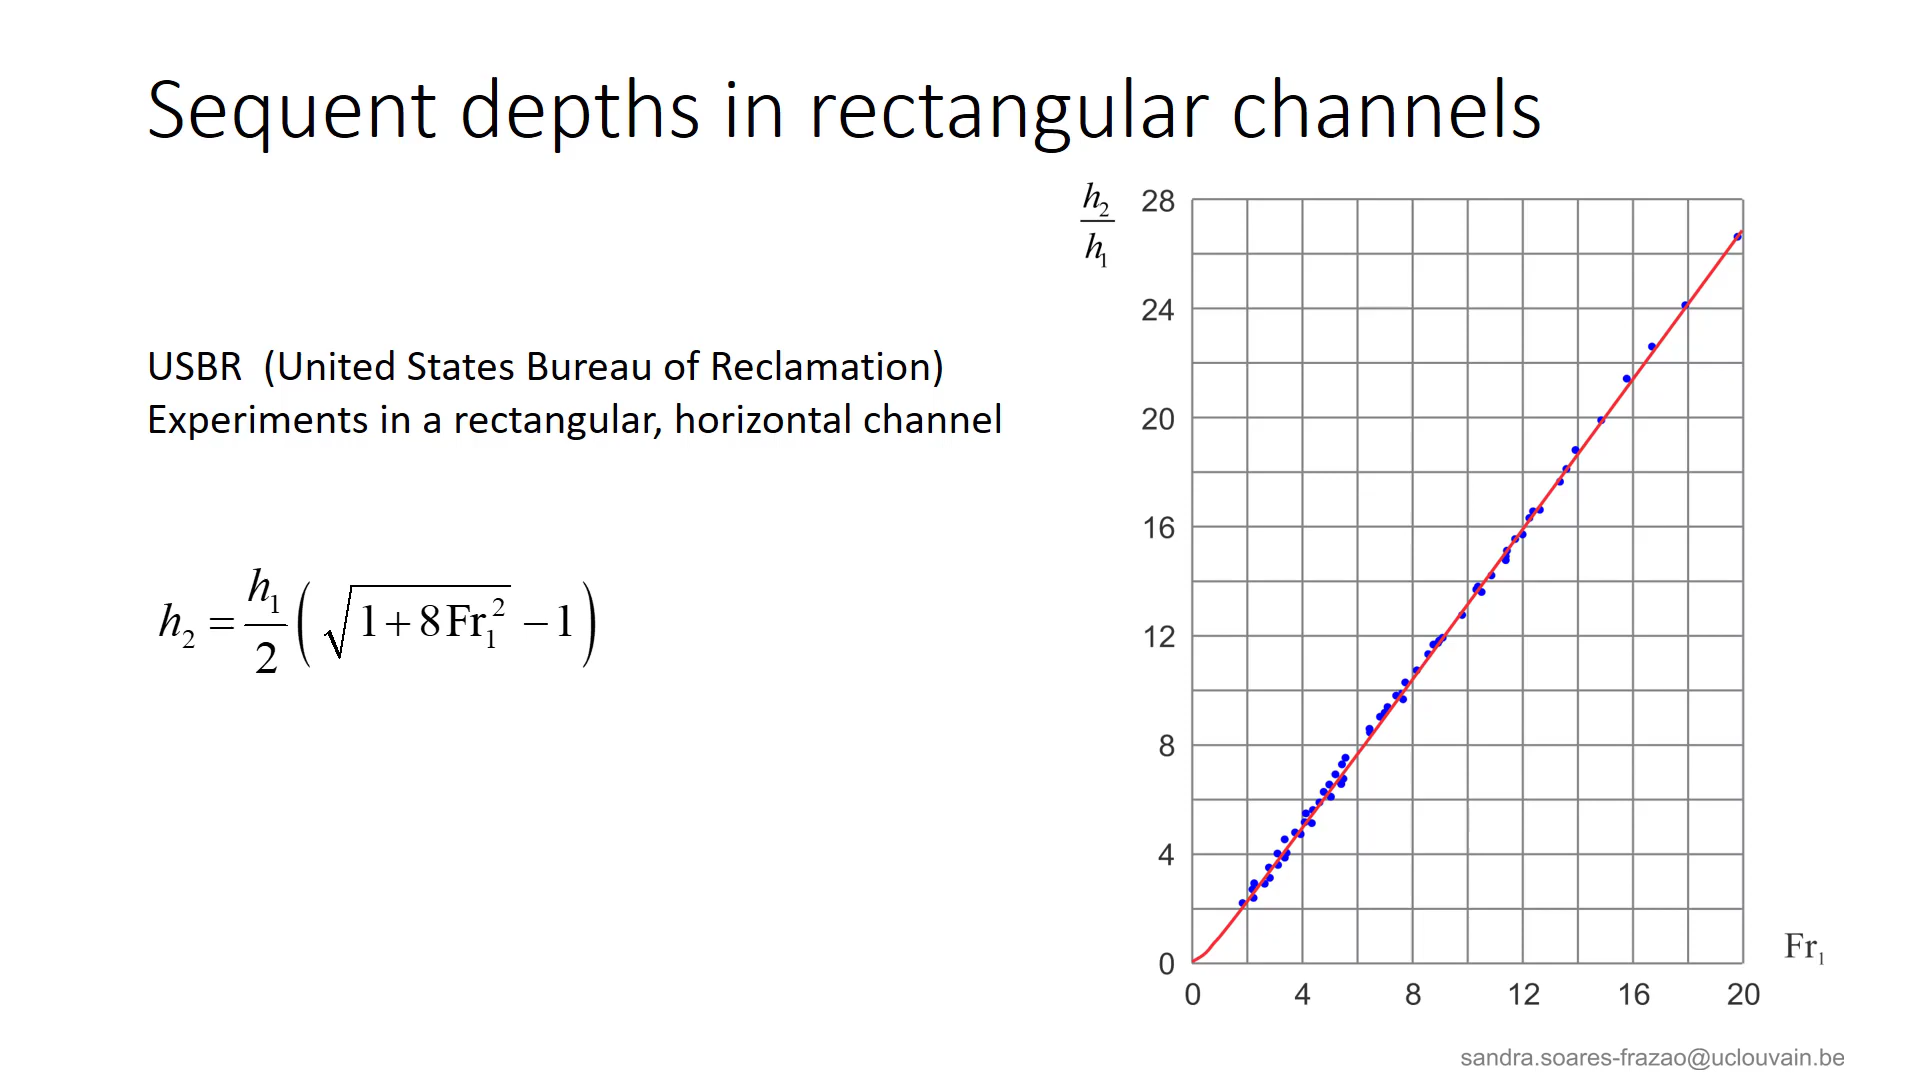 Sequent depths in rectangular channels
USBR  (United States Bureau of Reclamation)
Experiments in a rectangular, horizontal channel
h₂ = h₁/2 ( √(1 + 8 Fr₁²) − 1 )
h₂/h₁
28
24
20
16
12
8
4
0
0 4 8 12 16 20
Fr₁
sandra.soares-frazao@uclouvain.be